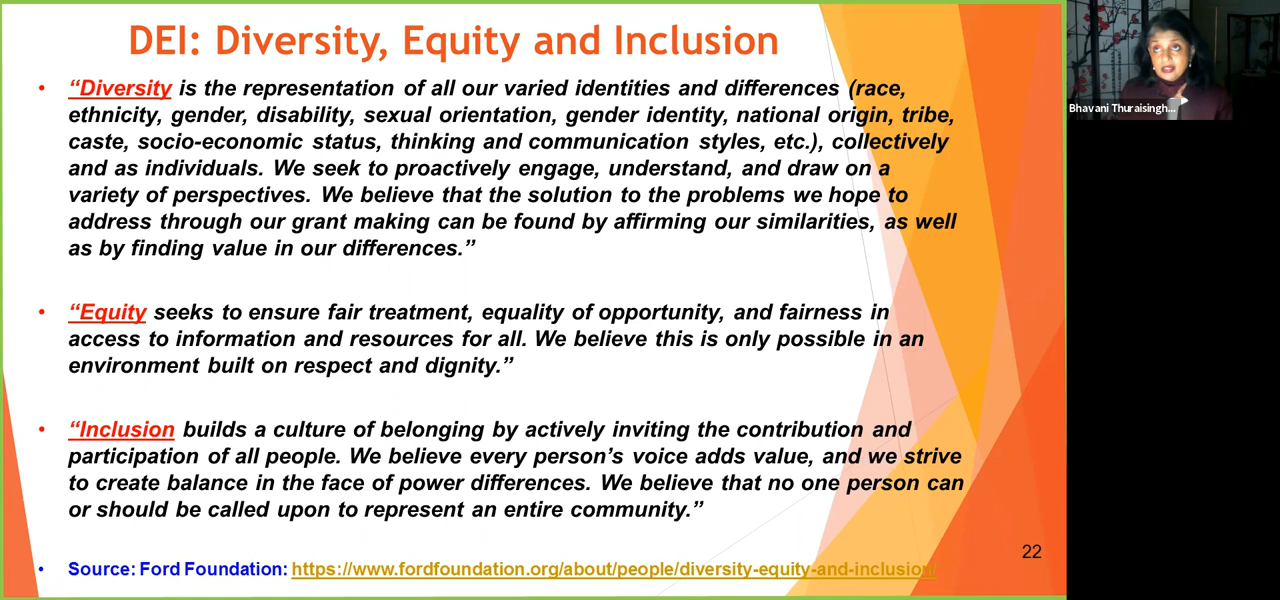 DEI: Diversity, Equity and Inclusion
• “Diversity is the representation of all our varied identities and differences (race,
ethnicity, gender, disability, sexual orientation, gender identity, national origin, tribe,
caste, socio-economic status, thinking and communication styles, etc.), collectively
and as individuals. We seek to proactively engage, understand, and draw on a
variety of perspectives. We believe that the solution to the problems we hope to
address through our grant making can be found by affirming our similarities, as well
as by finding value in our differences.”
• “Equity seeks to ensure fair treatment, equality of opportunity, and fairness in
access to information and resources for all. We believe this is only possible in an
environment built on respect and dignity.”
• “Inclusion builds a culture of belonging by actively inviting the contribution and
participation of all people. We believe every person’s voice adds value, and we strive
to create balance in the face of power differences. We believe that no one person can
or should be called upon to represent an entire community.”
• Source: Ford Foundation: https://www.fordfoundation.org/about/people/diversity-equity-and-inclusion/
22
Bhavani Thuraisingh...